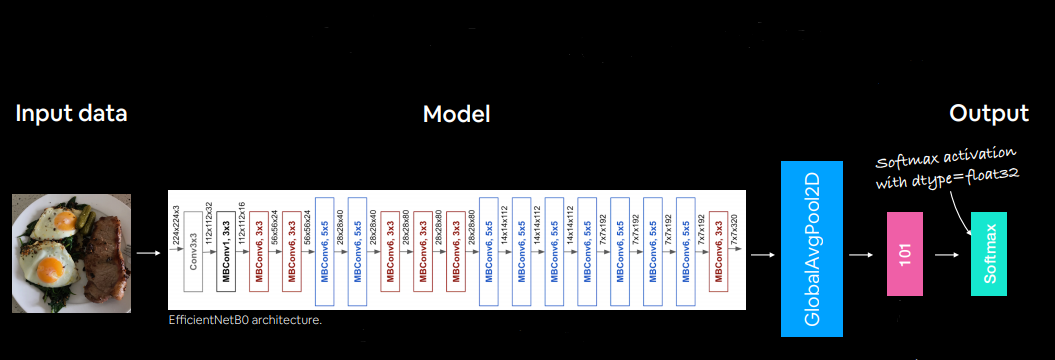 Input data
Model
Output
Softmax activation
with dtype=float32
224x224x3
Conv3x3
112x112x32
MBConv1, 3x3
112x112x16
MBConv6, 3x3
56x56x24
MBConv6, 3x3
56x56x24
MBConv6, 5x5
28x28x40
MBConv6, 5x5
28x28x40
MBConv6, 3x3
28x28x80
MBConv6, 3x3
28x28x80
MBConv6, 3x3
28x28x80
MBConv6, 5x5
14x14x112
MBConv6, 5x5
14x14x112
MBConv6, 5x5
14x14x112
MBConv6, 5x5
7x7x192
MBConv6, 5x5
7x7x192
MBConv6, 5x5
7x7x192
MBConv6, 5x5
7x7x192
MBConv6, 3x3
7x7x320
GlobalAvgPool2D
101
Softmax
EfficientNetB0 architecture.